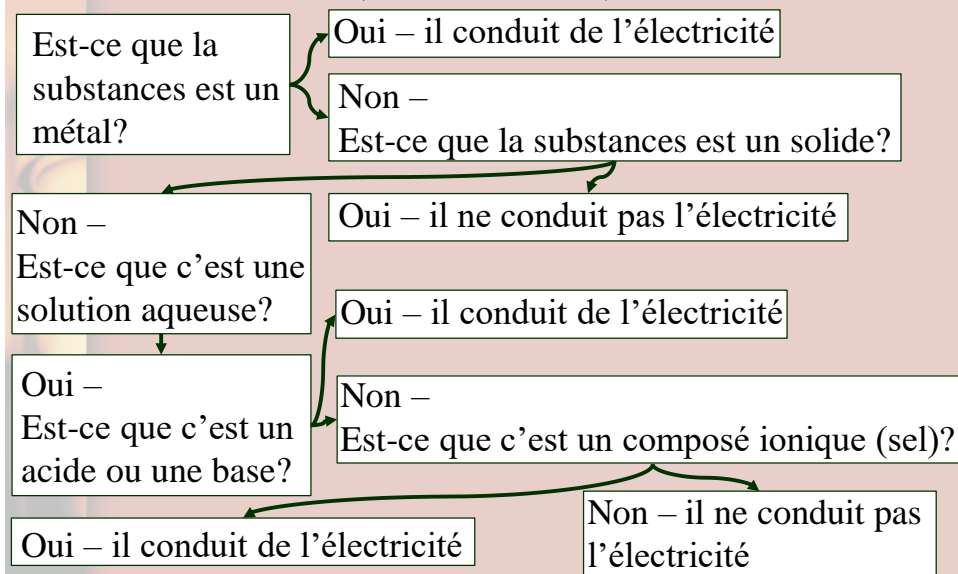 Est-ce que la
substances est un
métal?
Oui – il conduit de l’électricité
Non –
Est-ce que la substances est un solide?
Non –
Est-ce que c’est une
solution aqueuse?
Oui – il ne conduit pas l’électricité
Oui –
Est-ce que c’est un
acide ou une base?
Oui – il conduit de l’électricité
Non –
Est-ce que c’est un composé ionique (sel)?
Oui – il conduit de l’électricité
Non – il ne conduit pas
l’électricité